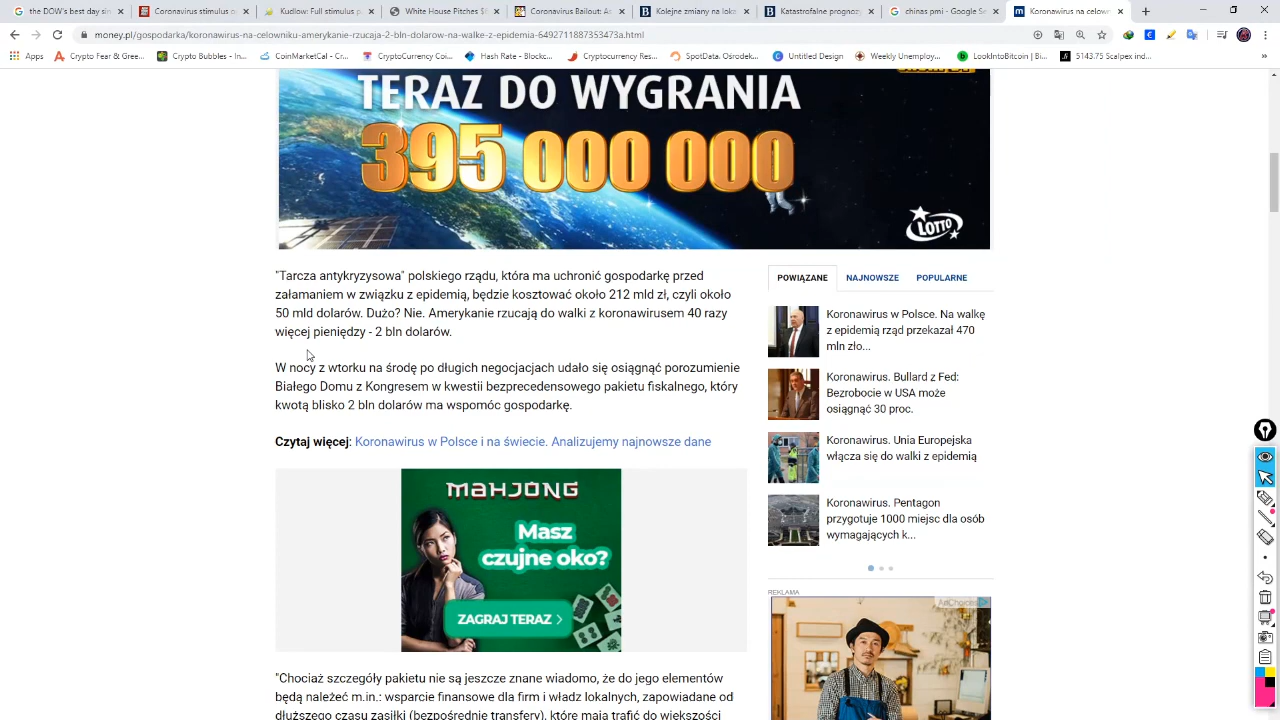 the DOW's best day in
Coronavirus stimulus c
Kudlow: Full stimulus p
White House Pitches $8
Coronavirus Bailout: As
Kolejne zmiany na loka
Katastrofalne prognoz
chrins pmi - Google Se
Koronawirus na celown
money.pl/gospodarka/koronawirus-na-celowniku-amerykanie-rzucaja-2-bln-dolarow-na-walke-z-epidemia-6492711887353473a.html
Apps
Crypto Fear & Gree...
Crypto Bubbles - In...
CoinMarketCal - Cr...
CryptoCurrency Coi...
Hash Rate - Blockc...
Cryptocurrency Res...
SpotData. Ośrodek...
Untitled Design
Weekly Unemploy...
LookIntoBitcoin | Bi...
5143.75 Scalpex ind...
»
TERAZ DO WYGRANIA
395 000 000
LOTTO
"Tarcza antykryzysowa" polskiego rządu, która ma uchronić gospodarkę przed
załamaniem w związku z epidemią, będzie kosztować około 212 mld zł, czyli około
50 mld dolarów. Dużo? Nie. Amerykanie rzucają do walki z koronawirusem 40 razy
więcej pieniędzy - 2 bln dolarów.
W nocy z wtorku na środę po długich negocjacjach udało się osiągnąć porozumienie
Białego Domu z Kongresem w kwestii bezprecedensowego pakietu fiskalnego, który
kwotą blisko 2 bln dolarów ma wspomóc gospodarkę.
Czytaj więcej: Koronawirus w Polsce i na świecie. Analizujemy najnowsze dane
MAHJONG
Masz
czujne oko?
ZAGRAJ TERAZ >
"Chociaż szczegóły pakietu nie są jeszcze znane wiadomo, że do jego elementów
będą należeć m.in.: wsparcie finansowe dla firm i władz lokalnych, zapowiadane od
dłuższego czasu zasiłki (bezpośrednie transfery), które mają trafić do większości
POWIĄZANE
NAJNOWSZE
POPULARNE
Koronawirus w Polsce. Na walkę
z epidemią rząd przekazał 470
mln zło...
Koronawirus. Bullard z Fed:
Bezrobocie w USA może
osiągnąć 30 proc.
Koronawirus. Unia Europejska
włącza się do walki z epidemią
Koronawirus. Pentagon
przygotuje 1000 miejsc dla osób
wymagających k...
REKLAMA
AdChoices